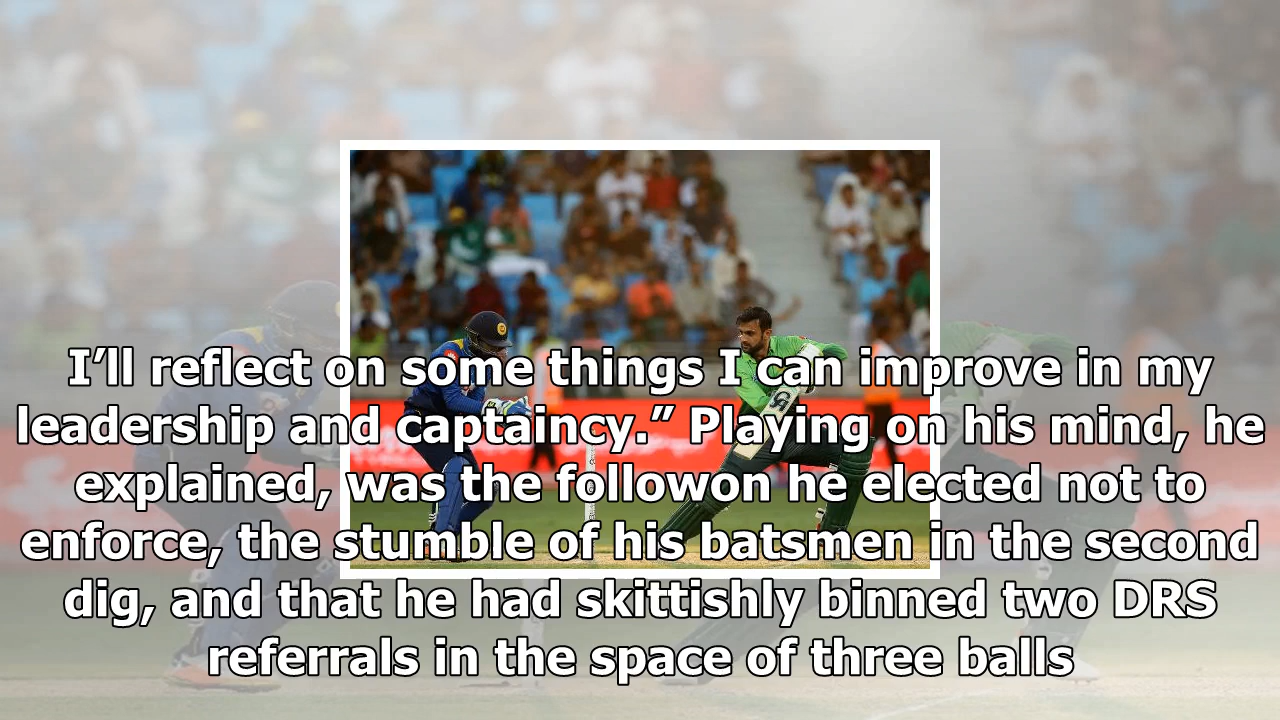 I’ll reflect on some things I can improve in my
leadership and captaincy.” Playing on his mind, he
explained, was the followon he elected not to
enforce, the stumble of his batsmen in the second
dig, and that he had skittishly binned two DRS
referrals in the space of three balls